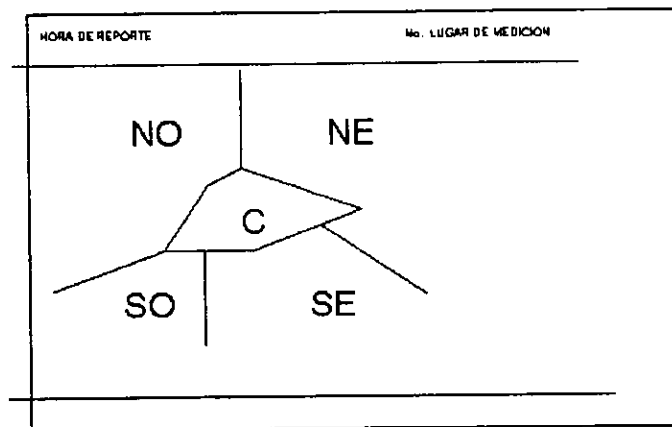 HORA DE REPORTE No. LUGAR DE MEDICION
NO NE
C
SO SE